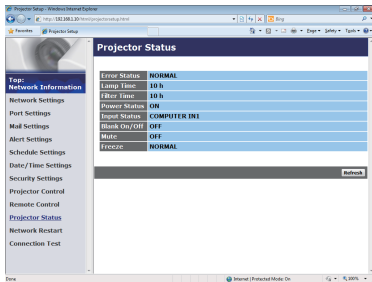 Projector Setup - Windows Internet Explorer
http://192.168.1.10/html/projectorsetup.html
Bing
Favorites Projector Setup
Page Safety Tools
Projector Status
Top:
Network Information
Network Settings
Port Settings
Mail Settings
Alert Settings
Schedule Settings
Date/Time Settings
Security Settings
Projector Control
Remote Control
Projector Status
Network Restart
Connection Test
Error Status NORMAL
Lamp Time 10 h
Filter Time 10 h
Power Status ON
Input Status COMPUTER IN1
Blank On/Off OFF
Mute OFF
Freeze NORMAL
Refresh
Done
Internet | Protected Mode: On
100%